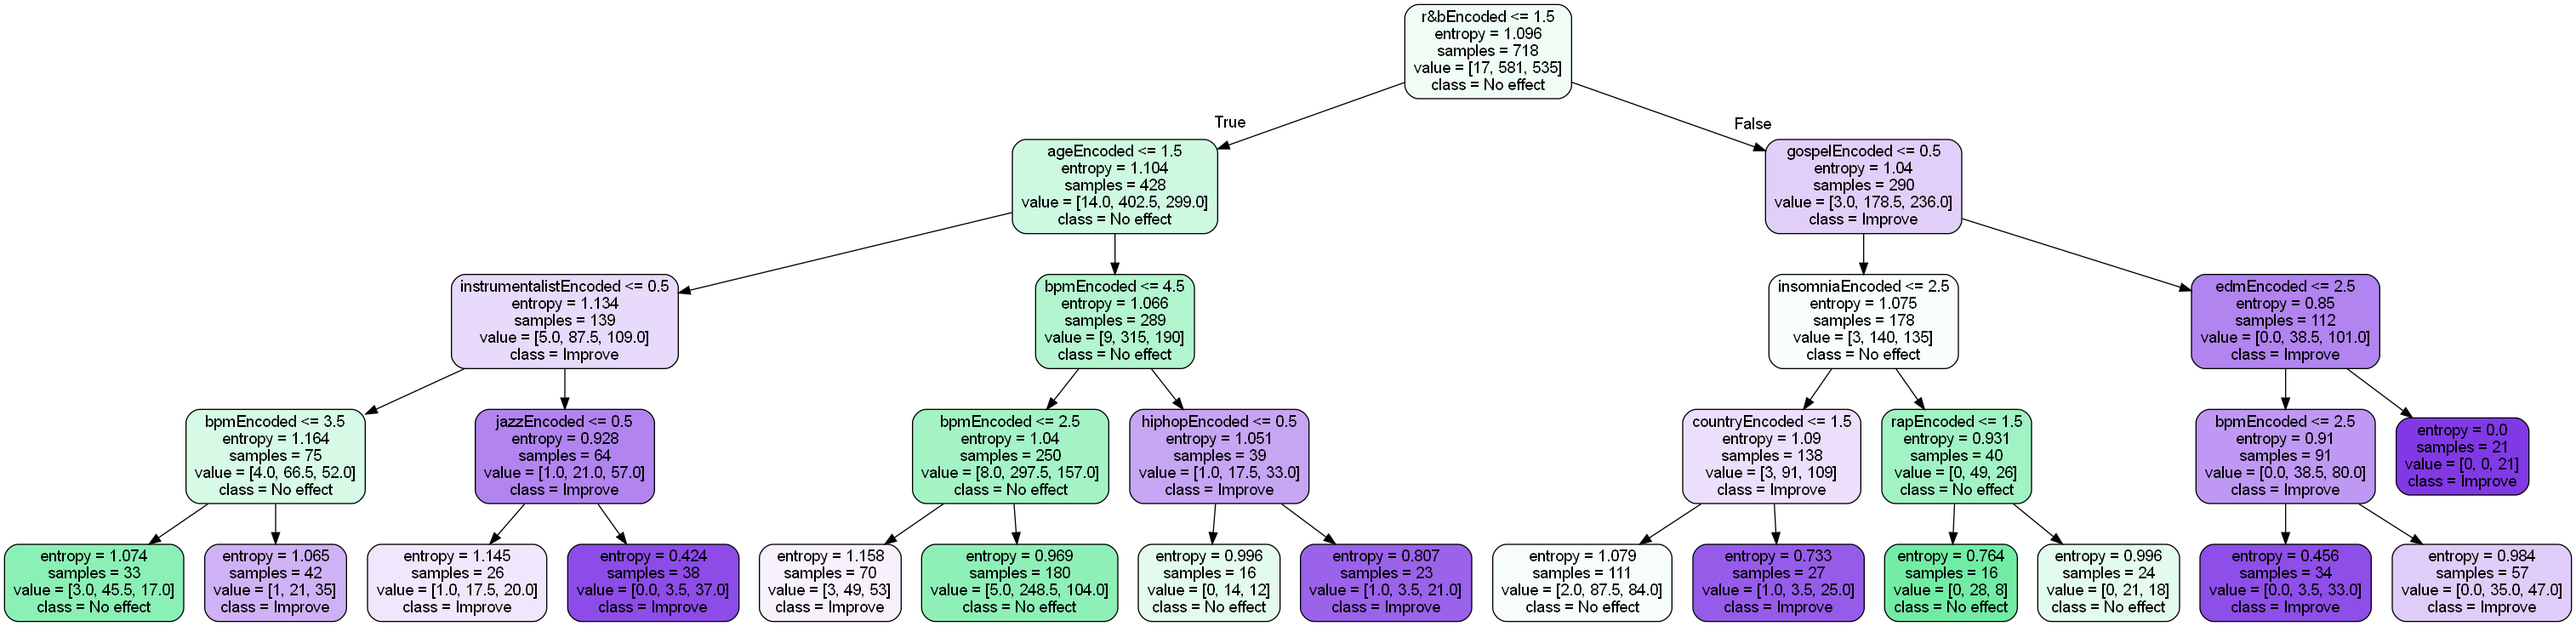 r&bEncoded <= 1.5
entropy = 1.096
samples = 718
value = [17, 581, 535]
class = No effect
True
False
ageEncoded <= 1.5
entropy = 1.104
samples = 428
value = [14.0, 402.5, 299.0]
class = No effect
gospelEncoded <= 0.5
entropy = 1.04
samples = 290
value = [3.0, 178.5, 236.0]
class = Improve
instrumentalistEncoded <= 0.5
entropy = 1.134
samples = 139
value = [5.0, 87.5, 109.0]
class = Improve
bpmEncoded <= 4.5
entropy = 1.066
samples = 289
value = [9, 315, 190]
class = No effect
insomniaEncoded <= 2.5
entropy = 1.075
samples = 178
value = [3, 140, 135]
class = No effect
edmEncoded <= 2.5
entropy = 0.85
samples = 112
value = [0.0, 38.5, 101.0]
class = Improve
bpmEncoded <= 3.5
entropy = 1.164
samples = 75
value = [4.0, 66.5, 52.0]
class = No effect
jazzEncoded <= 0.5
entropy = 0.928
samples = 64
value = [1.0, 21.0, 57.0]
class = Improve
bpmEncoded <= 2.5
entropy = 1.04
samples = 250
value = [8.0, 297.5, 157.0]
class = No effect
hiphopEncoded <= 0.5
entropy = 1.051
samples = 39
value = [1.0, 17.5, 33.0]
class = Improve
countryEncoded <= 1.5
entropy = 1.09
samples = 138
value = [3, 91, 109]
class = Improve
rapEncoded <= 1.5
entropy = 0.931
samples = 40
value = [0, 49, 26]
class = No effect
bpmEncoded <= 2.5
entropy = 0.91
samples = 91
value = [0.0, 38.5, 80.0]
class = Improve
entropy = 0.0
samples = 21
value = [0, 0, 21]
class = Improve
entropy = 1.074
samples = 33
value = [3.0, 45.5, 17.0]
class = No effect
entropy = 1.065
samples = 42
value = [1, 21, 35]
class = Improve
entropy = 1.145
samples = 26
value = [1.0, 17.5, 20.0]
class = Improve
entropy = 0.424
samples = 38
value = [0.0, 3.5, 37.0]
class = Improve
entropy = 1.158
samples = 70
value = [3, 49, 53]
class = Improve
entropy = 0.969
samples = 180
value = [5.0, 248.5, 104.0]
class = No effect
entropy = 0.996
samples = 16
value = [0, 14, 12]
class = No effect
entropy = 0.807
samples = 23
value = [1.0, 3.5, 21.0]
class = Improve
entropy = 1.079
samples = 111
value = [2.0, 87.5, 84.0]
class = No effect
entropy = 0.733
samples = 27
value = [1.0, 3.5, 25.0]
class = Improve
entropy = 0.764
samples = 16
value = [0, 28, 8]
class = No effect
entropy = 0.996
samples = 24
value = [0, 21, 18]
class = No effect
entropy = 0.456
samples = 34
value = [0.0, 3.5, 33.0]
class = Improve
entropy = 0.984
samples = 57
value = [0.0, 35.0, 47.0]
class = Improve